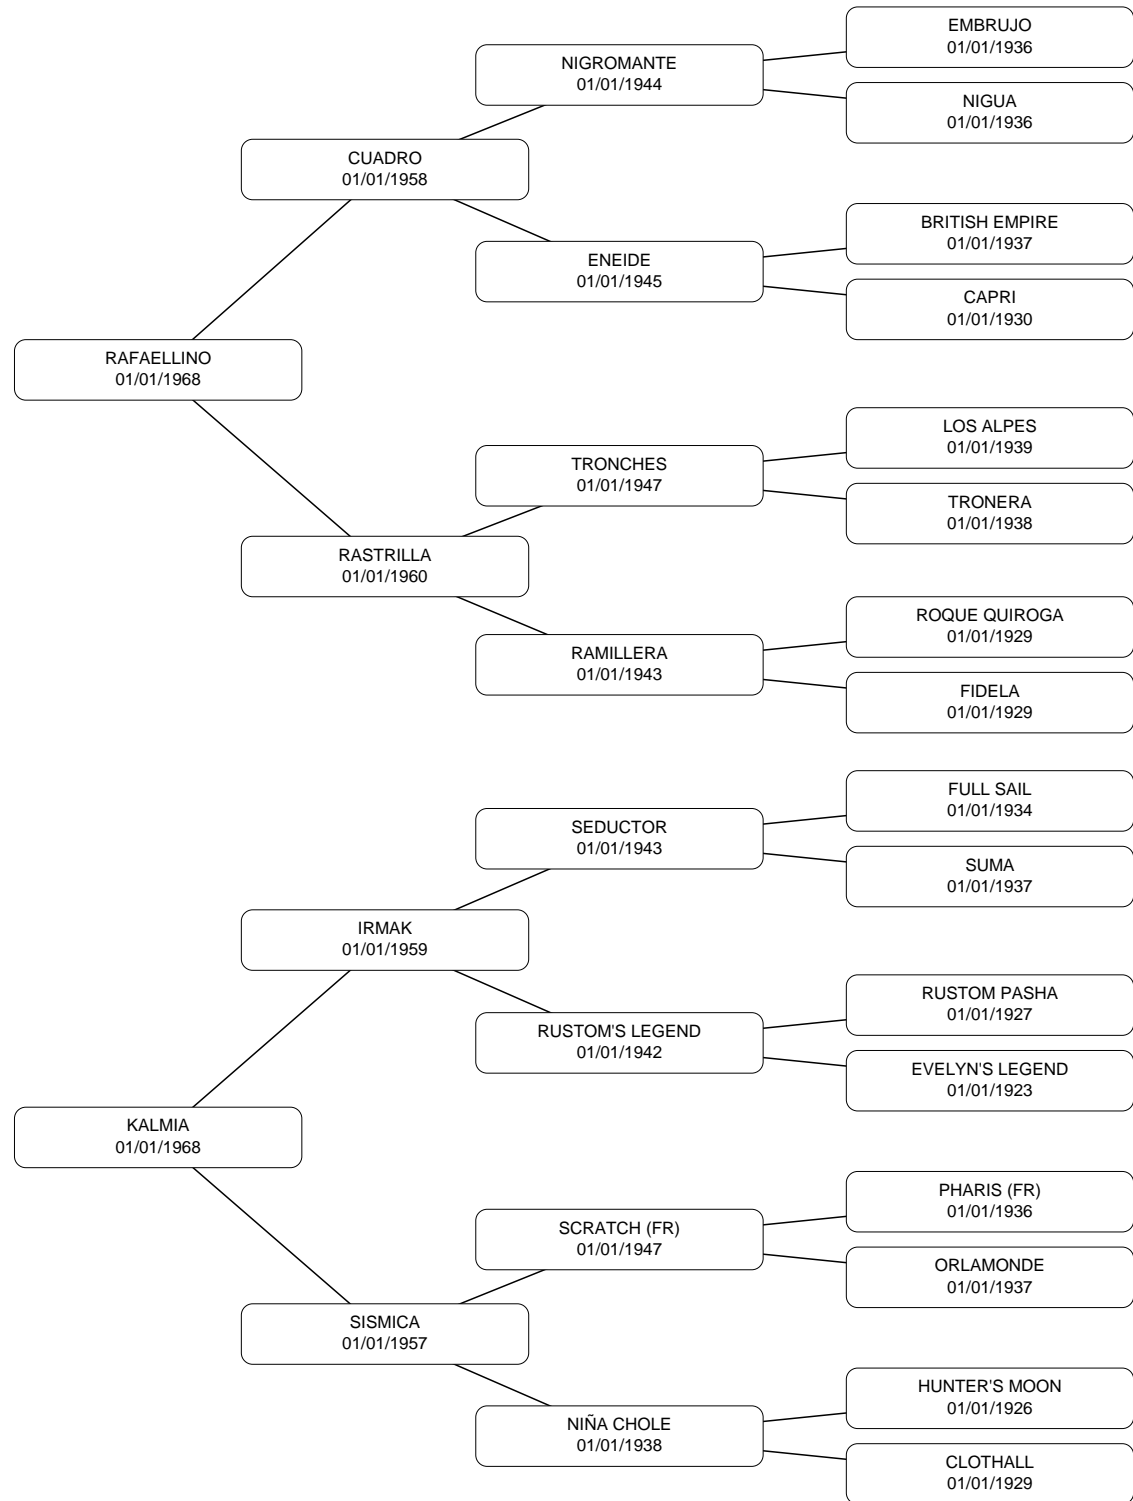 EMBRUJO
01/01/1936
NIGROMANTE
01/01/1944
NIGUA
01/01/1936
CUADRO
01/01/1958
BRITISH EMPIRE
01/01/1937
ENEIDE
01/01/1945
CAPRI
01/01/1930
RAFAELLINO
01/01/1968
LOS ALPES
01/01/1939
TRONCHES
01/01/1947
TRONERA
01/01/1938
RASTRILLA
01/01/1960
ROQUE QUIROGA
01/01/1929
RAMILLERA
01/01/1943
FIDELA
01/01/1929
FULL SAIL
01/01/1934
SEDUCTOR
01/01/1943
SUMA
01/01/1937
IRMAK
01/01/1959
RUSTOM PASHA
01/01/1927
RUSTOM'S LEGEND
01/01/1942
EVELYN'S LEGEND
01/01/1923
KALMIA
01/01/1968
PHARIS (FR)
01/01/1936
SCRATCH (FR)
01/01/1947
ORLAMONDE
01/01/1937
SISMICA
01/01/1957
HUNTER'S MOON
01/01/1926
NIÑA CHOLE
01/01/1938
CLOTHALL
01/01/1929